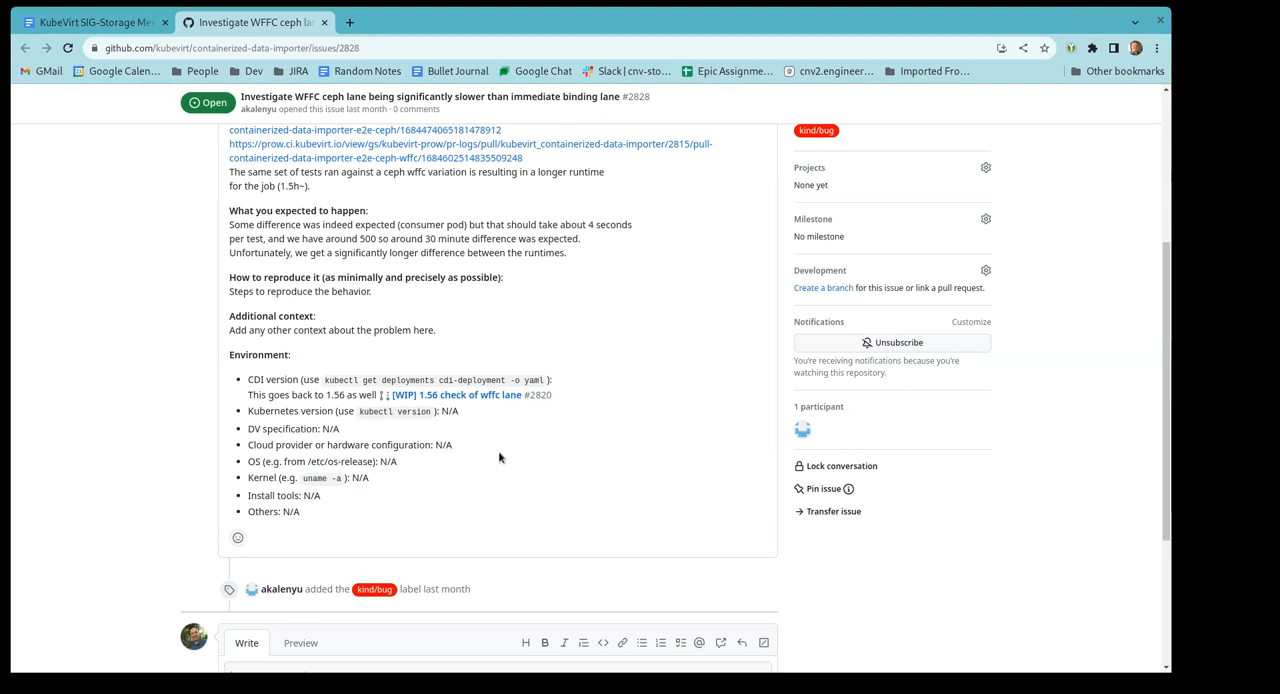 KubeVirt SIG-Storage Me
Investigate WFFC ceph la
github.com/kubevirt/containerized-data-importer/issues/2828
GMail
Google Calen...
People
Dev
JIRA
Random Notes
Bullet Journal
Google Chat
Slack | cnv-sto...
Epic Assignme...
cnv2.engineer...
Imported Fro...
Other bookmarks
Open
Investigate WFFC ceph lane being significantly slower than immediate binding lane #2828
akalenyu opened this issue last month · 0 comments
containerized-data-importer-e2e-ceph/1684474065181478912
https://prow.ci.kubevirt.io/view/gs/kubevirt-prow/pr-logs/pull/kubevirt_containerized-data-importer/2815/pull-
containerized-data-importer-e2e-ceph-wffc/1684602514835509248
The same set of tests ran against a ceph wffc variation is resulting in a longer runtime
for the job (1.5h~).
What you expected to happen:
Some difference was indeed expected (consumer pod) but that should take about 4 seconds
per test, and we have around 500 so around 30 minute difference was expected.
Unfortunately, we get a significantly longer difference between the runtimes.
How to reproduce it (as minimally and precisely as possible):
Steps to reproduce the behavior.
Additional context:
Add any other context about the problem here.
Environment:
• CDI version (use kubectl get deployments cdi-deployment -o yaml ):
This goes back to 1.56 as well [WIP] 1.56 check of wffc lane #2820
• Kubernetes version (use kubectl version ): N/A
• DV specification: N/A
• Cloud provider or hardware configuration: N/A
• OS (e.g. from /etc/os-release): N/A
• Kernel (e.g. uname -a ): N/A
• Install tools: N/A
• Others: N/A
akalenyu added the kind/bug label last month
Write
Preview
kind/bug
Projects
None yet
Milestone
No milestone
Development
Create a branch for this issue or link a pull request.
Notifications
Customize
Unsubscribe
You're receiving notifications because you're
watching this repository.
1 participant
Lock conversation
Pin issue
Transfer issue